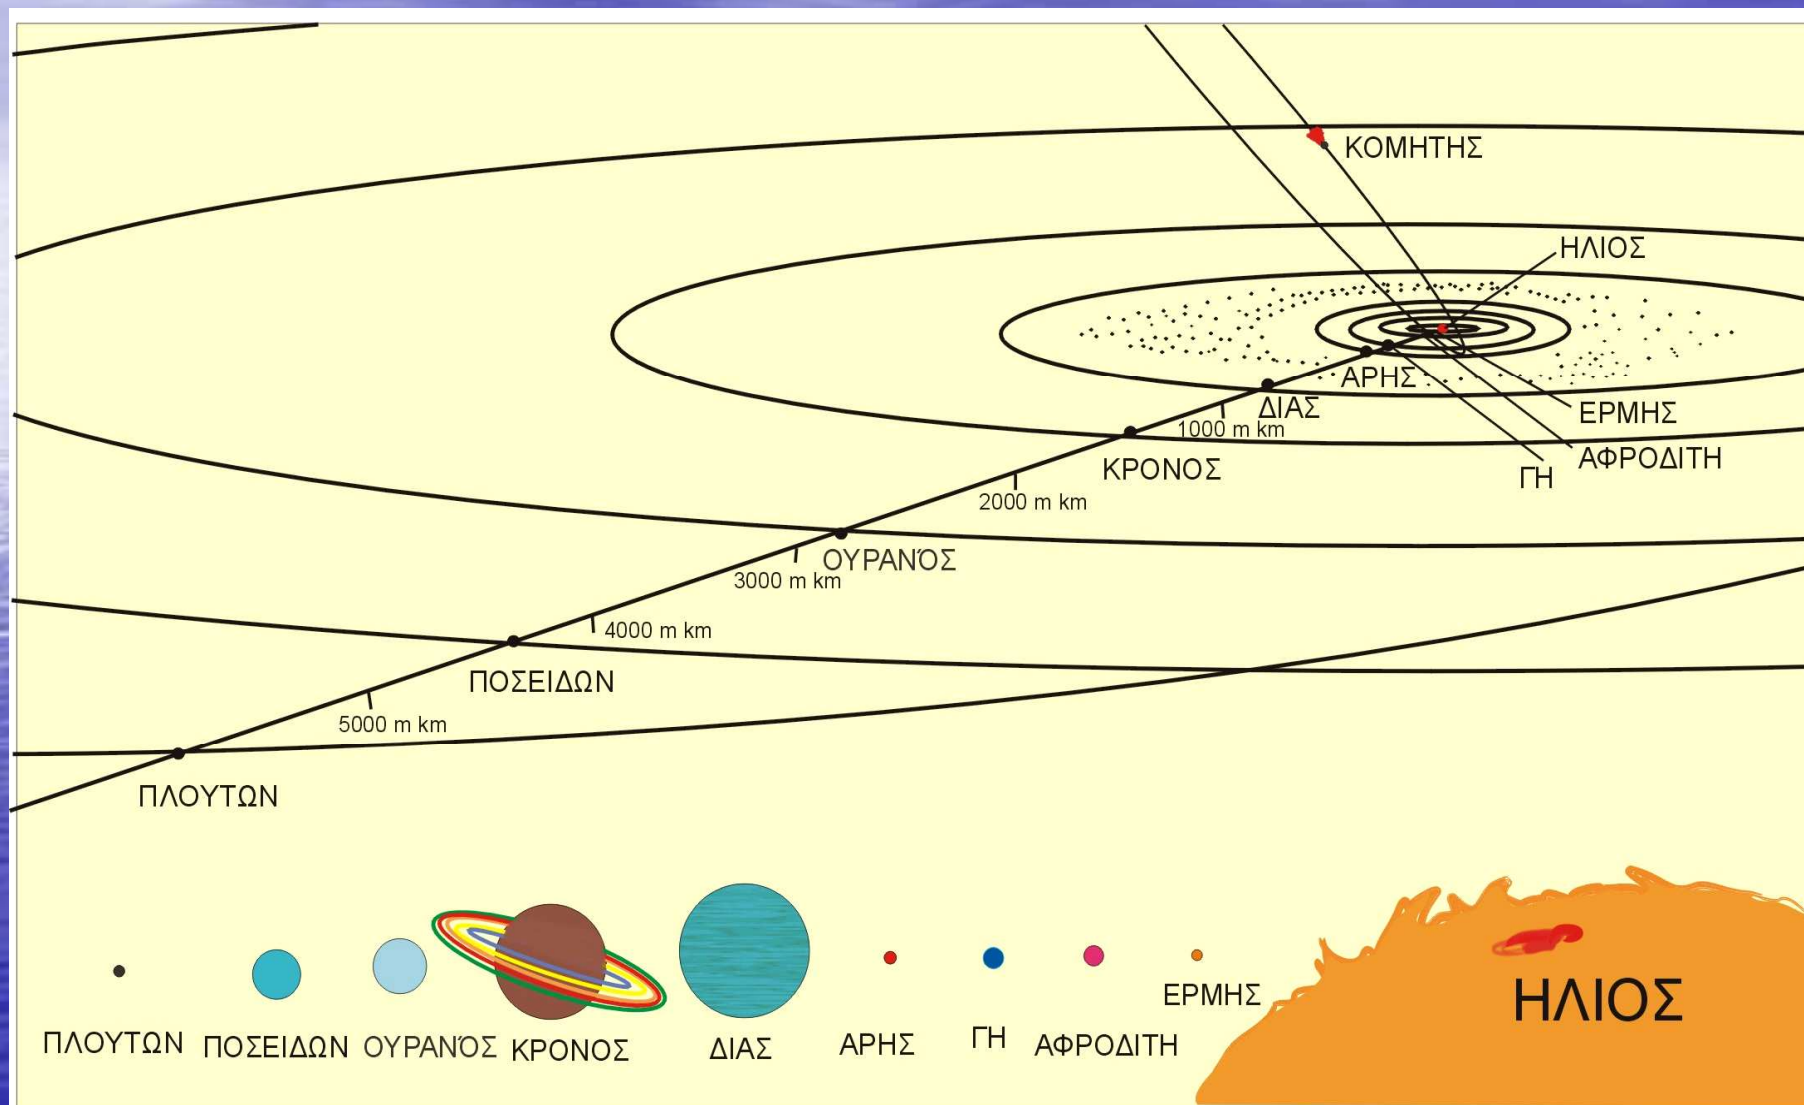 ΚΟΜΗΤΗΣ
ΗΛΙΟΣ
ΑΡΗΣ
ΔΙΑΣ
ΕΡΜΗΣ
1000 m km
ΑΦΡΟΔΙΤΗ
ΚΡΟΝΟΣ
ΓΗ
2000 m km
ΟΥΡΑΝΌΣ
3000 m km
4000 m km
ΠΟΣΕΙΔΩΝ
5000 m km
ΠΛΟΥΤΩΝ
ΠΛΟΥΤΩΝ ΠΟΣΕΙΔΩΝ ΟΥΡΑΝΌΣ ΚΡΟΝΟΣ ΔΙΑΣ ΑΡΗΣ ΓΗ ΑΦΡΟΔΙΤΗ ΕΡΜΗΣ ΗΛΙΟΣ